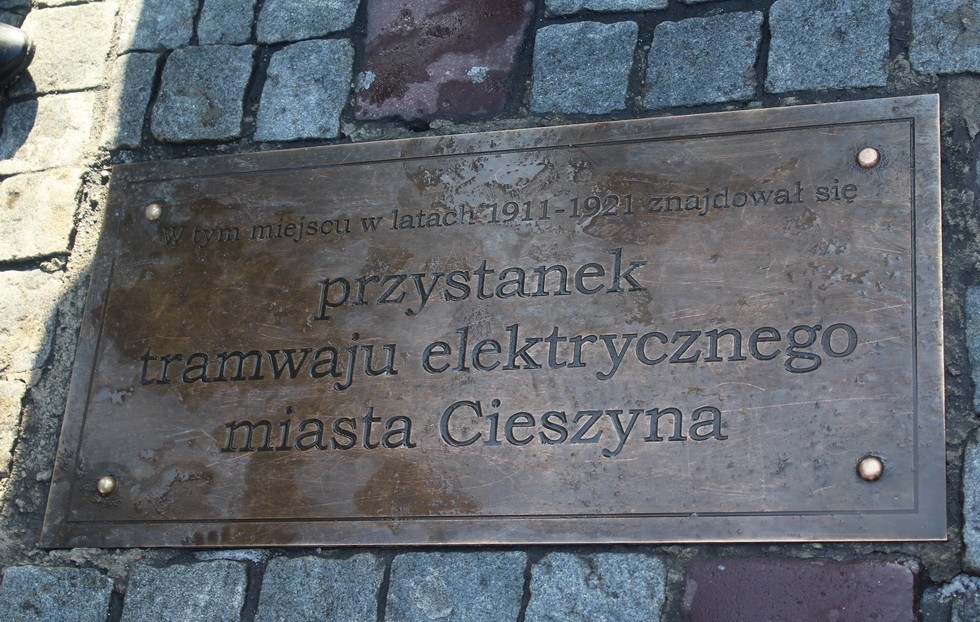 W tym miejscu w latach 1911-1921 znajdował się
przystanek
tramwaju elektrycznego
miasta Cieszyna